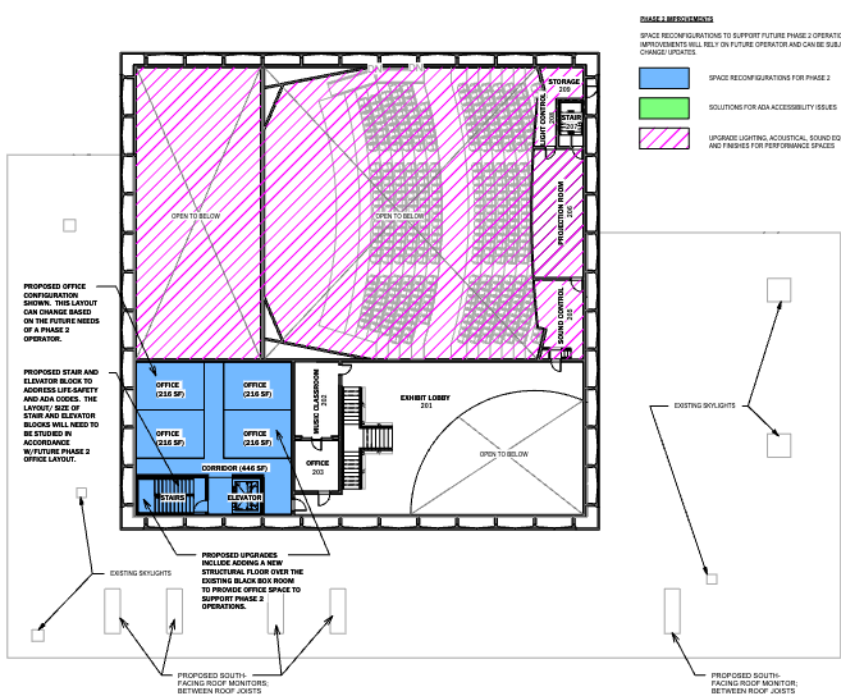 PHASE 2 IMPROVEMENTS
SPACE RECONFIGURATIONS TO SUPPORT FUTURE PHASE 2 OPERATIO
IMPROVEMENTS WILL RELY ON FUTURE OPERATOR AND CAN BE SUBJ
CHANGE/ UPDATES.
SPACE RECONFIGURATIONS FOR PHASE 2
SOLUTIONS FOR ADA ACCESSIBILITY ISSUES
UPGRADE LIGHTING, ACOUSTICAL, SOUND EQ
AND FINISHES FOR PERFORMANCE SPACES
DN
DN
STORAGE
209
LIGHT CONTROL
208
STAIR
207
OPEN TO BELOW
OPEN TO BELOW
PROJECTION ROOM
206
SOUND CONTROL
205
PROPOSED OFFICE
CONFIGURATION
SHOWN. THIS LAYOUT
CAN CHANGE BASED
ON THE FUTURE NEEDS
OF A PHASE 2
OPERATOR.
PROPOSED STAIR AND
ELEVATOR BLOCK TO
ADDRESS LIFE-SAFETY
AND ADA CODES. THE
LAYOUT/ SIZE OF
STAIR AND ELEVATOR
BLOCKS WILL NEED TO
BE STUDIED IN
ACCORDANCE
W/FUTURE PHASE 2
OFFICE LAYOUT.
OFFICE
(216 SF)
OFFICE
(216 SF)
OFFICE
(216 SF)
OFFICE
(216 SF)
MUSIC CLASSROOM
202
EXHIBIT LOBBY
201
OFFICE
203
CORRIDOR (446 SF)
STAIRS
ELEVATOR
OPEN TO BELOW
EXISTING SKYLIGHTS
EXISTING SKYLIGHTS
PROPOSED UPGRADES
INCLUDE ADDING A NEW
STRUCTURAL FLOOR OVER THE
EXISTING BLACK BOX ROOM
TO PROVIDE OFFICE SPACE TO
SUPPORT PHASE 2
OPERATIONS.
PROPOSED SOUTH-
FACING ROOF MONITORS;
BETWEEN ROOF JOISTS
PROPOSED SOUTH-
FACING ROOF MONITOR;
BETWEEN ROOF JOISTS